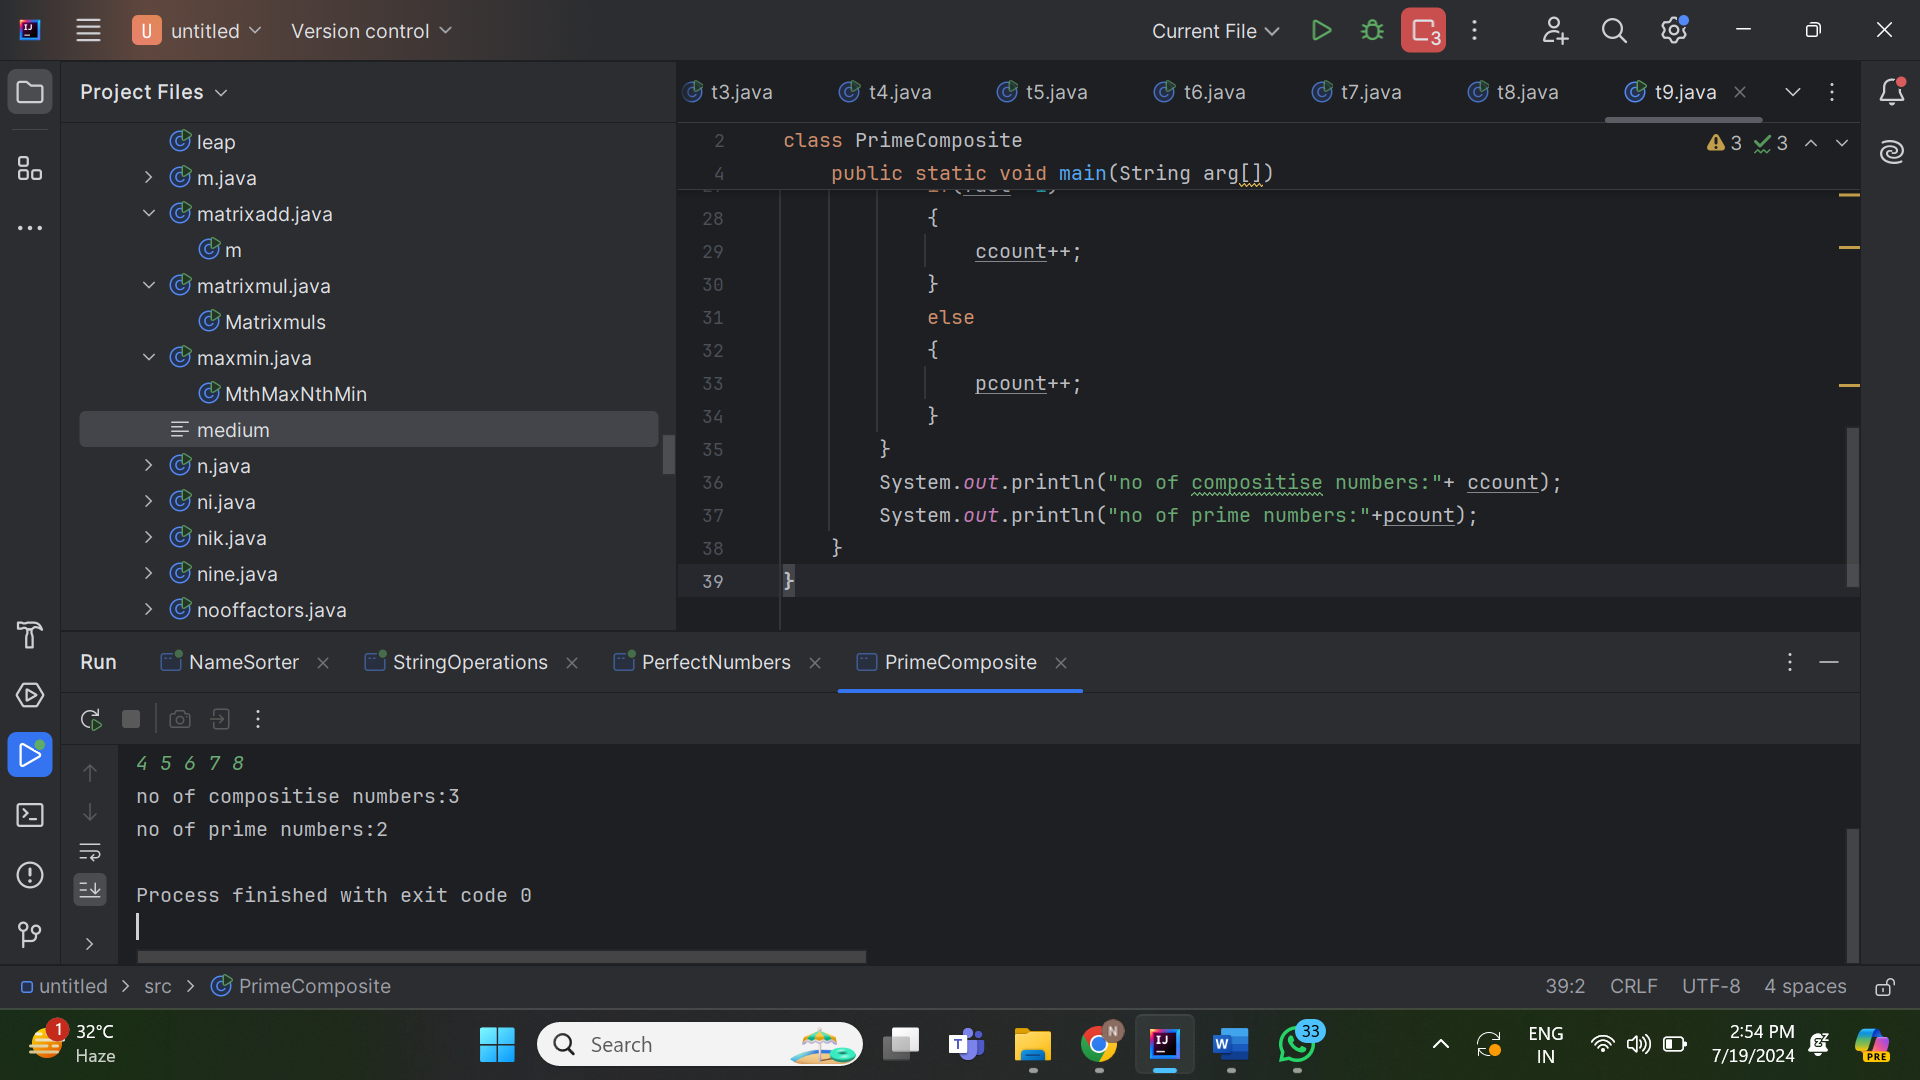 U untitled Version control Current File 3
Project Files
t3.java t4.java t5.java t6.java t7.java t8.java t9.java
leap
m.java
matrixadd.java
m
matrixmul.java
Matrixmuls
maxmin.java
MthMaxNthMin
medium
n.java
ni.java
nik.java
nine.java
nooffactors.java
2 class PrimeComposite
3 3
4 public static void main(String arg[])
28 {
29 ccount++;
30 }
31 else
32 {
33 pcount++;
34 }
35 }
36 System.out.println("no of compositise numbers:"+ ccount);
37 System.out.println("no of prime numbers:"+pcount);
38 }
39 }
Run NameSorter StringOperations PerfectNumbers PrimeComposite
4 5 6 7 8
no of compositise numbers:3
no of prime numbers:2
Process finished with exit code 0
untitled > src > PrimeComposite 39:2 CRLF UTF-8 4 spaces
1 32°C
Haze
Search
T
N
IJ
W
33
ENG
IN
2:54 PM
7/19/2024
PRE